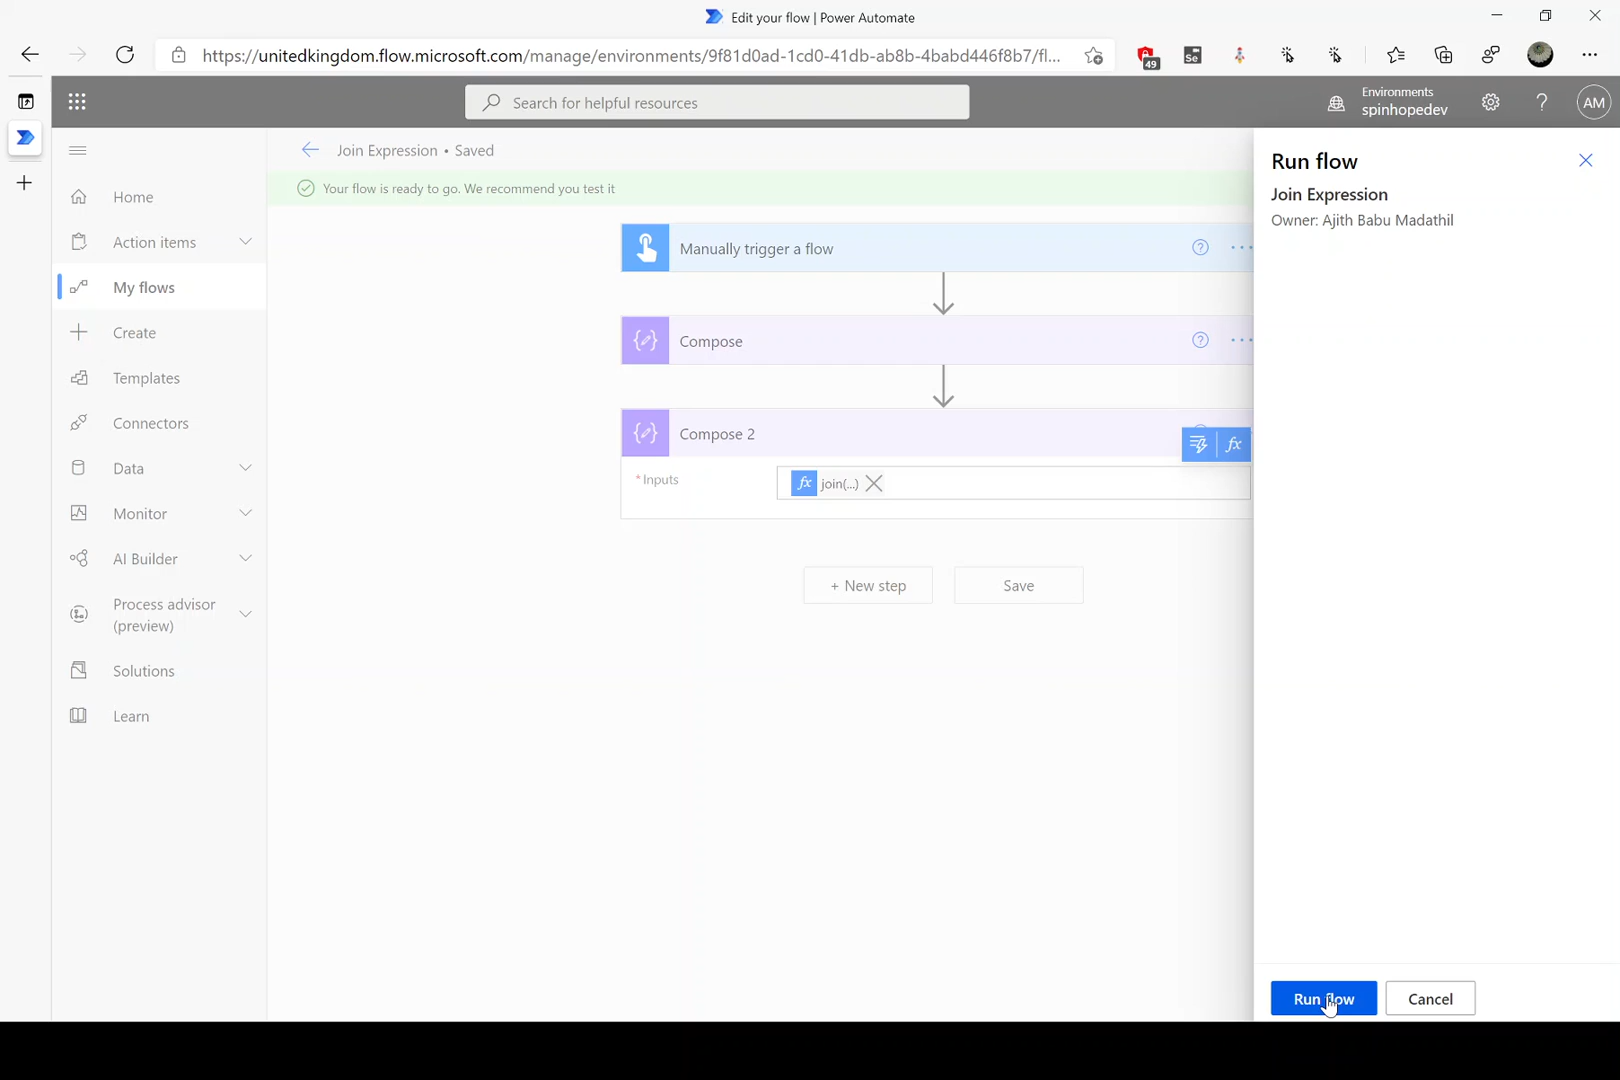 Edit your flow | Power Automate
https://unitedkingdom.flow.microsoft.com/manage/environments/9f81d0ad-1cd0-41db-ab8b-4babd446f8b7/fl...
49
Se
Search for helpful resources
Environments
spinhopedev
AM
Join Expression • Saved
Your flow is ready to go. We recommend you test it
Home
Action items
My flows
Create
Templates
Connectors
Data
Monitor
AI Builder
Process advisor
(preview)
Solutions
Learn
Manually trigger a flow
Compose
Compose 2
fx
* Inputs
fx join(...)
+ New step
Save
Run flow
Join Expression
Owner: Ajith Babu Madathil
Run flow
Cancel